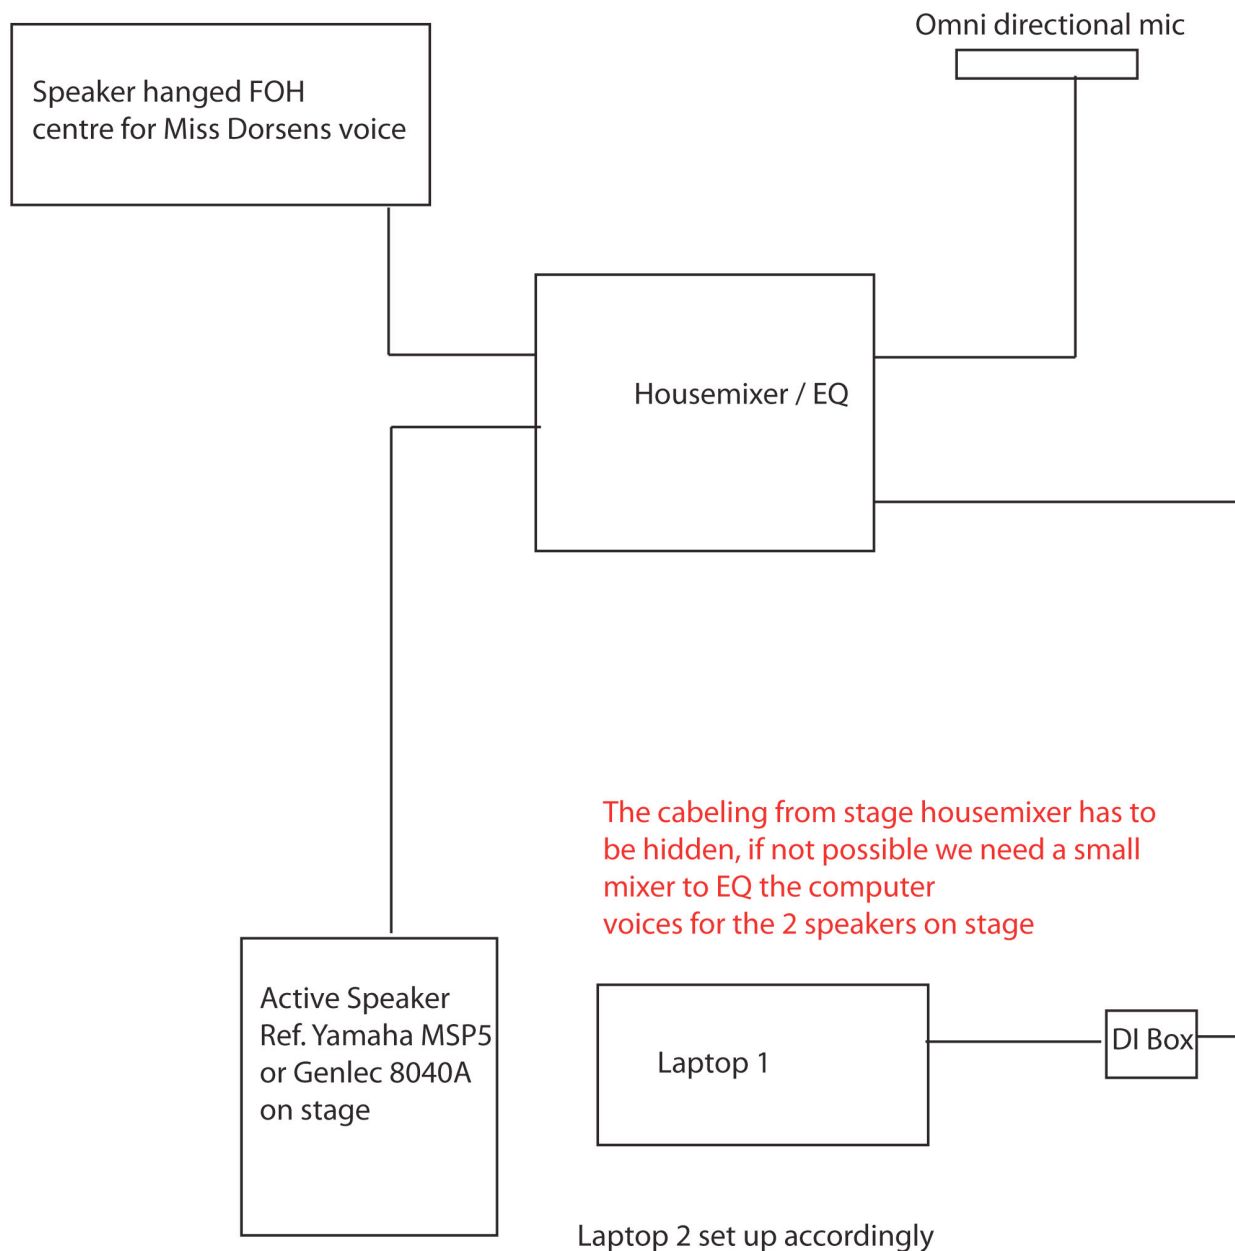 Omni directional mic
Speaker hanged FOH
centre for Miss Dorsens voice
Housemixer / EQ
The cabeling from stage housemixer has to
be hidden, if not possible we need a small
mixer to EQ the computer
voices for the 2 speakers on stage
Active Speaker
Ref. Yamaha MSP5
or Genlec 8040A
on stage
Laptop 1
DI Box
Laptop 2 set up accordingly